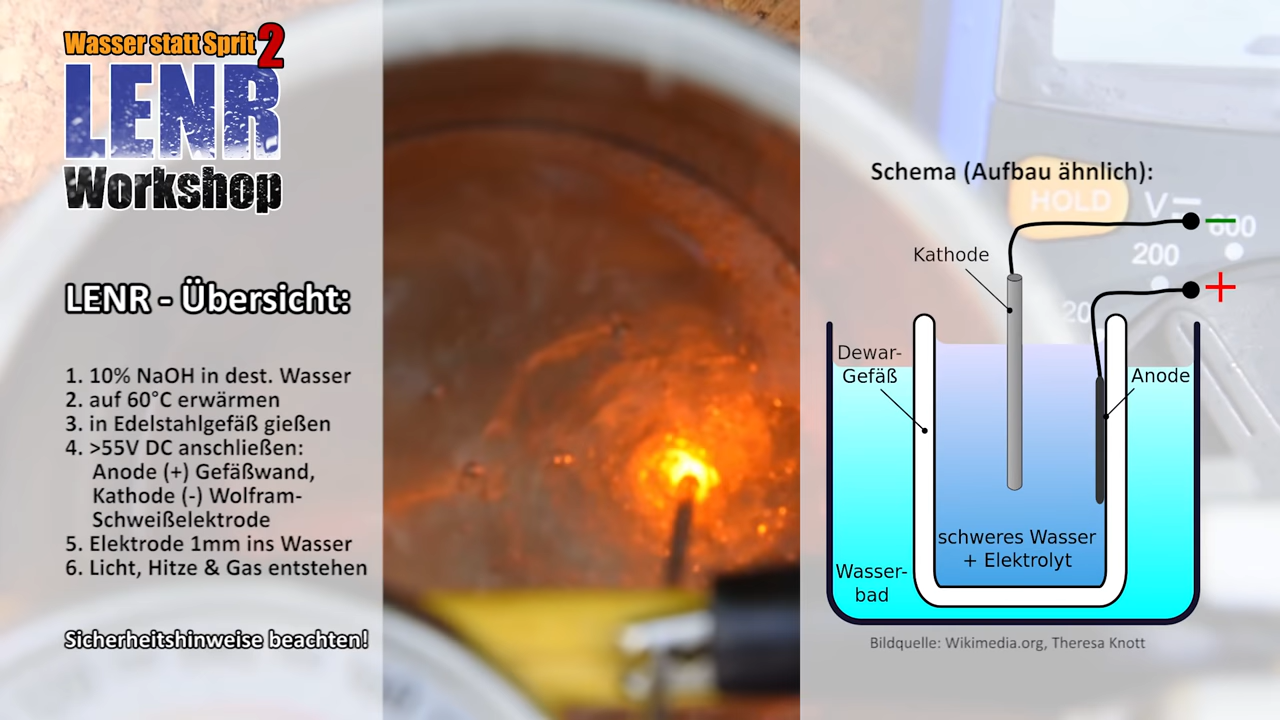 Wasser statt Sprit 2
LENR
Workshop
LENR - Übersicht:
1. 10% NaOH in dest. Wasser
2. auf 60°C erwärmen
3. in Edelstahlgefäß gießen
4. >55V DC anschließen:
Anode (+) Gefäßwand,
Kathode (-) Wolfram-
Schweißelektrode
5. Elektrode 1mm ins Wasser
6. Licht, Hitze & Gas entstehen
Sicherheitshinweise beachten!
Schema (Aufbau ähnlich):
HOLD
V
600
200
20
Kathode
−
+
Dewar-
Gefäß
Anode
schweres Wasser
+ Elektrolyt
Wasser-
bad
Bildquelle: Wikimedia.org, Theresa Knott